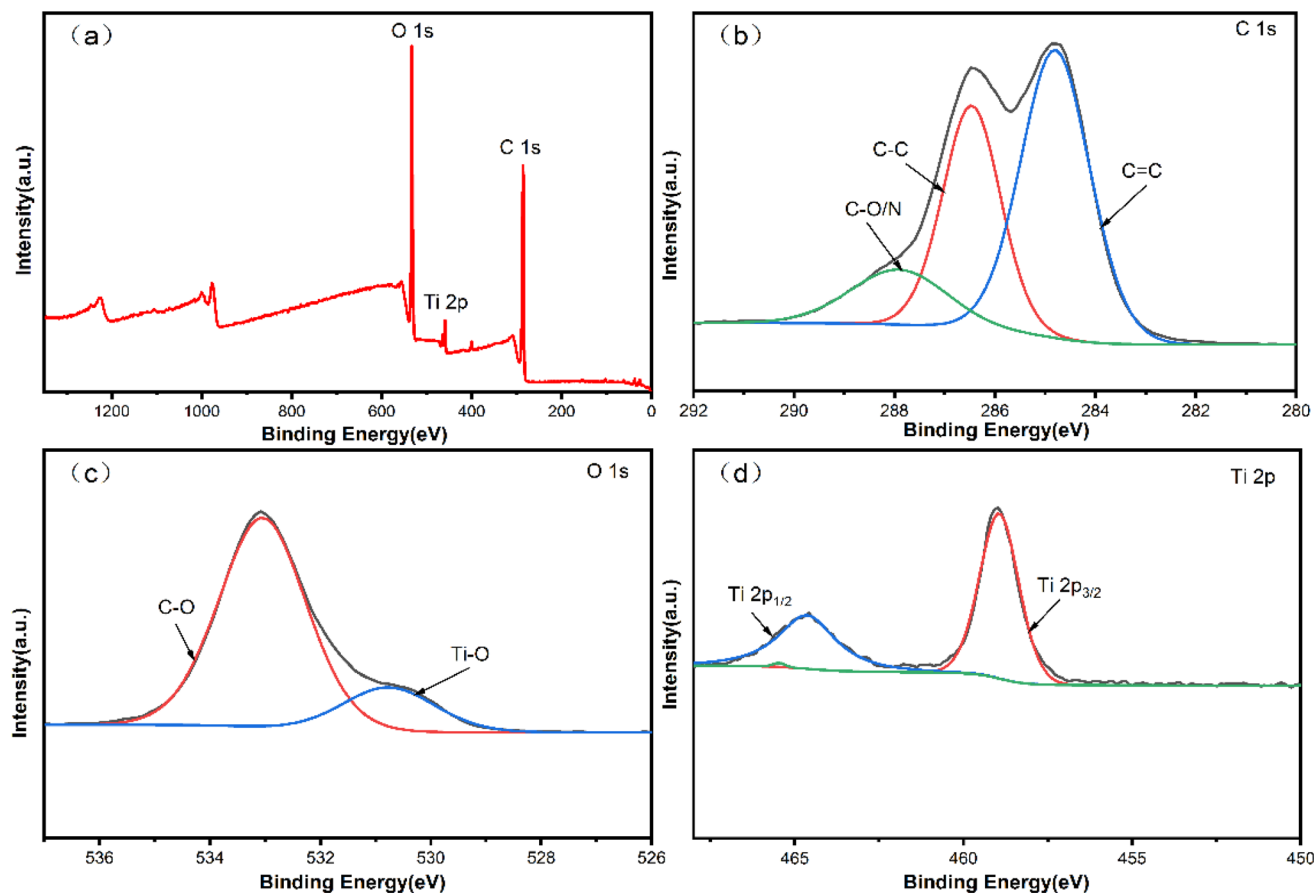 （a）
O 1s
C 1s
Ti 2p
Intensity(a.u.)
1200 1000 800 600 400 200 0
Binding Energy(eV)
（b）
C 1s
C-C
C=C
C-O/N
Intensity(a.u.)
292 290 288 286 284 282 280
Binding Energy(eV)
（c）
O 1s
C-O
Ti-O
Intensity(a.u.)
536 534 532 530 528 526
Binding Energy(eV)
（d）
Ti 2p
Ti 2p1/2
Ti 2p3/2
Intensity(a.u.)
465 460 455 450
Binding Energy(eV)